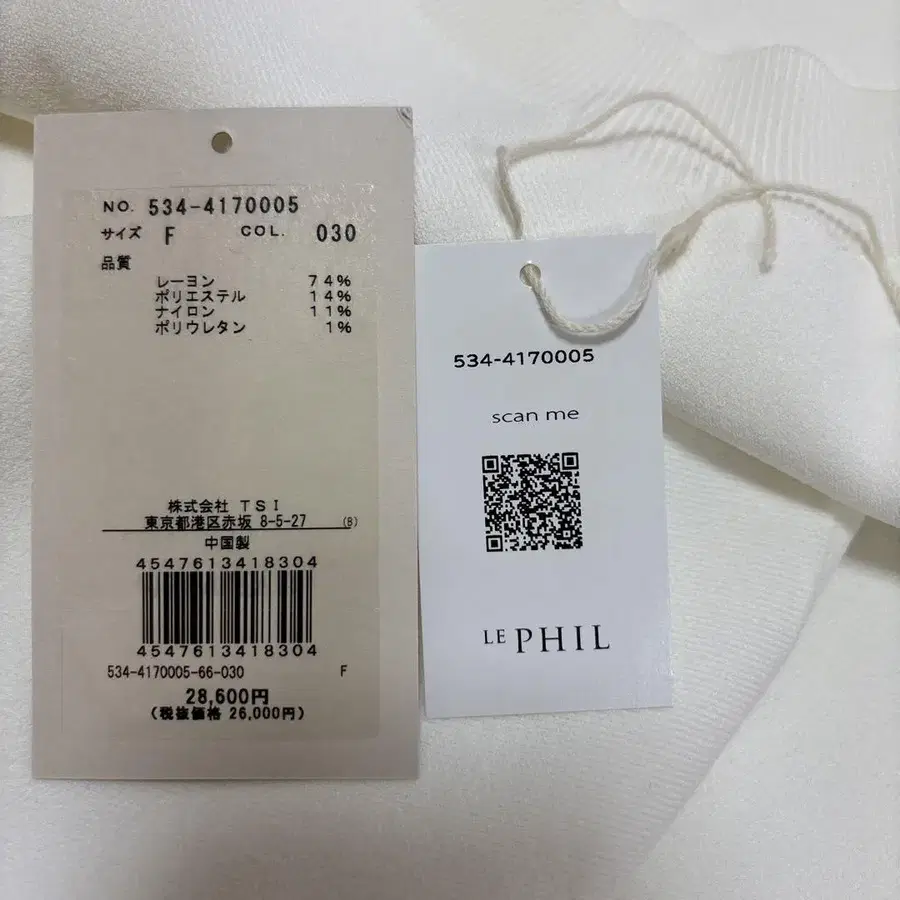 NO. 534-4170005
サイズ F COL. 030
品質
レーヨン 74%
ポリエステル 14%
ナイロン 11%
ポリウレタン 1%
株式会社 TSI
東京都港区赤坂 8-5-27 (B)
中国製
4547613418304
4547613418304
534-4170005-66-030 F
28,600円
(税抜価格 26,000円)
534-4170005
scan me
LE PHIL